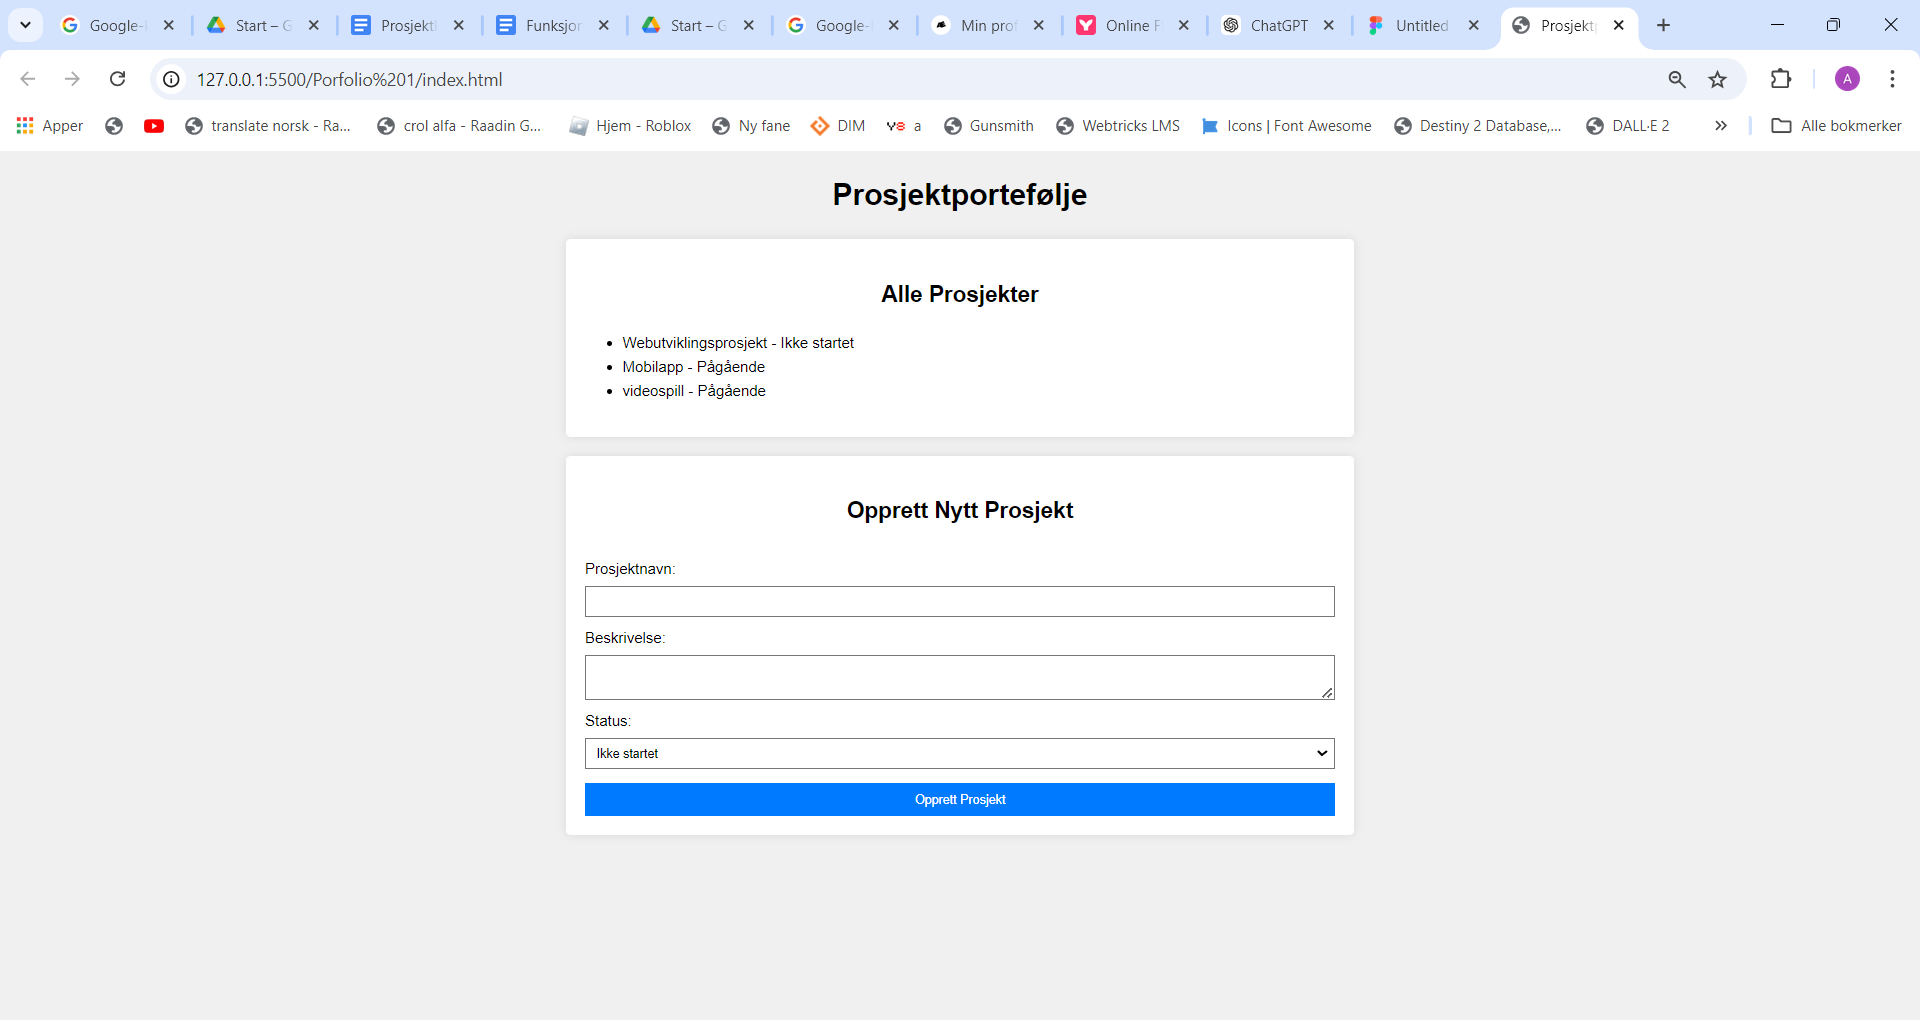 Google- Start – G Prosjekt Funksjor Start – G Google- Min prof Online F ChatGPT Untitled Prosjektp
127.0.0.1:5500/Porfolio%201/index.html A
Apper translate norsk - Ra... crol alfa - Raadin G... Hjem - Roblox Ny fane DIM a Gunsmith Webtricks LMS Icons | Font Awesome Destiny 2 Database,... DALL·E 2 Alle bokmerker
Prosjektportefølje
Alle Prosjekter
Webutviklingsprosjekt - Ikke startet
Mobilapp - Pågående
videospill - Pågående
Opprett Nytt Prosjekt
Prosjektnavn:
Beskrivelse:
Status:
Ikke startet
Opprett Prosjekt